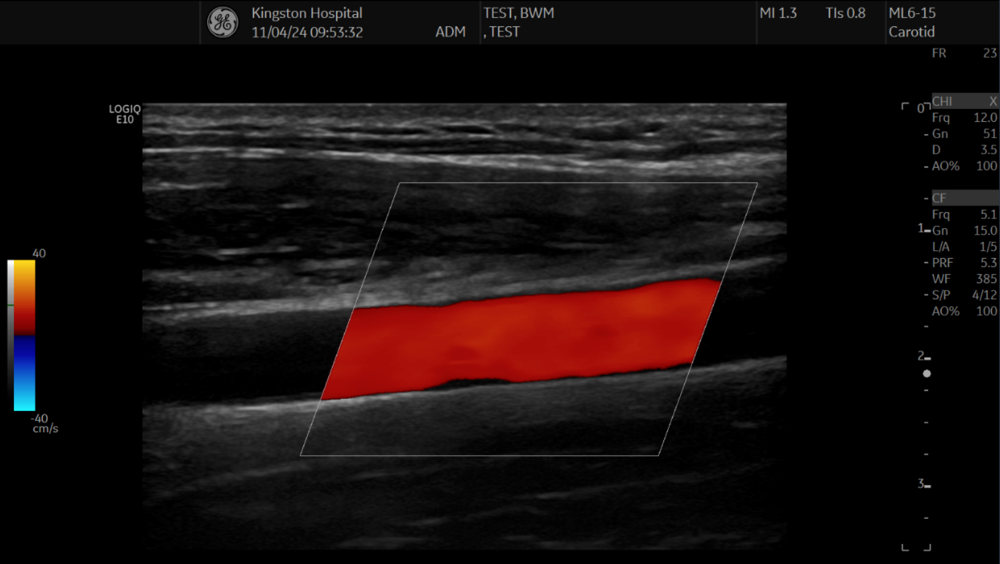 Kingston Hospital
11/04/24 09:53:32 ADM
TEST, BWM
, TEST
MI 1.3 TIs 0.8
ML6-15
Carotid
FR 23
LOGIQ
E10
0
CHI X
Frq 12.0
Gn 51
D 3.5
AO% 100
CF
Frq 5.1
1
Gn 15.0
L/A 1/5
PRF 5.3
WF 385
S/P 4/12
AO% 100
40
-40
cm/s
2
3